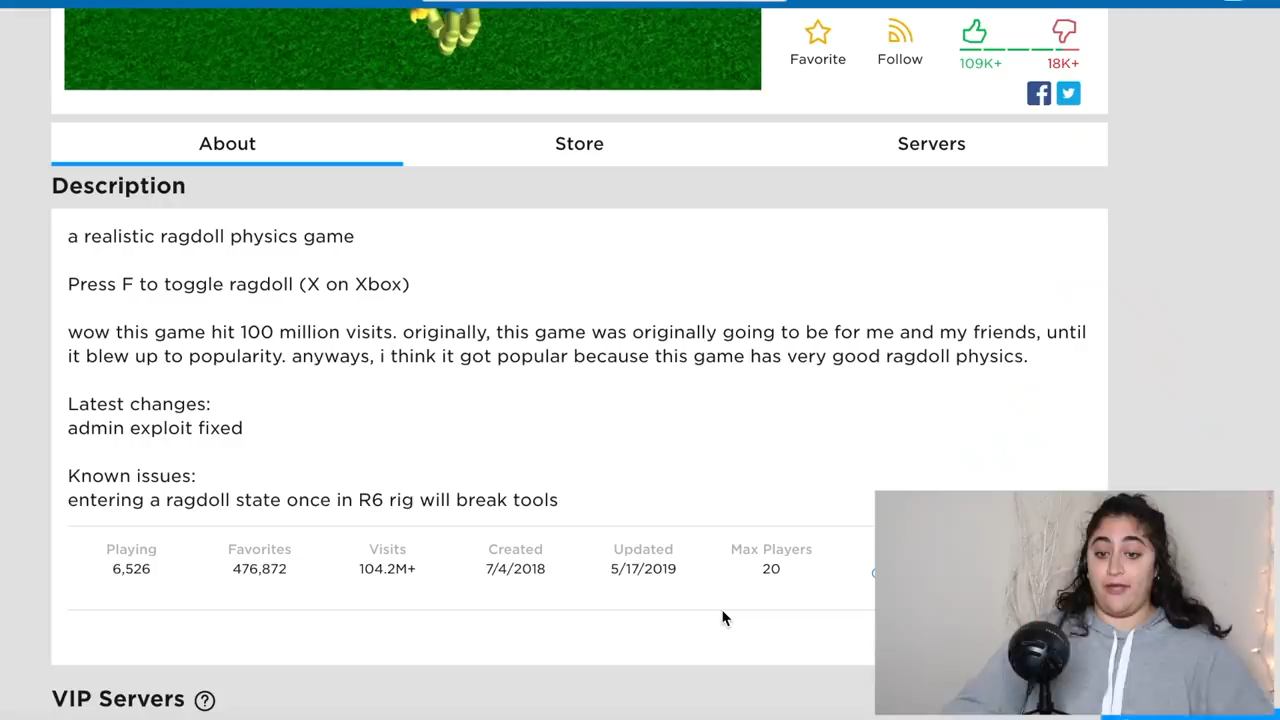 Favorite
Follow
109K+
18K+
About
Store
Servers
Description
a realistic ragdoll physics game
Press F to toggle ragdoll (X on Xbox)
wow this game hit 100 million visits. originally, this game was originally going to be for me and my friends, until
it blew up to popularity. anyways, i think it got popular because this game has very good ragdoll physics.
Latest changes:
admin exploit fixed
Known issues:
entering a ragdoll state once in R6 rig will break tools
Playing Favorites Visits Created Updated Max Players
6,526 476,872 104.2M+ 7/4/2018 5/17/2019 20
VIP Servers ?